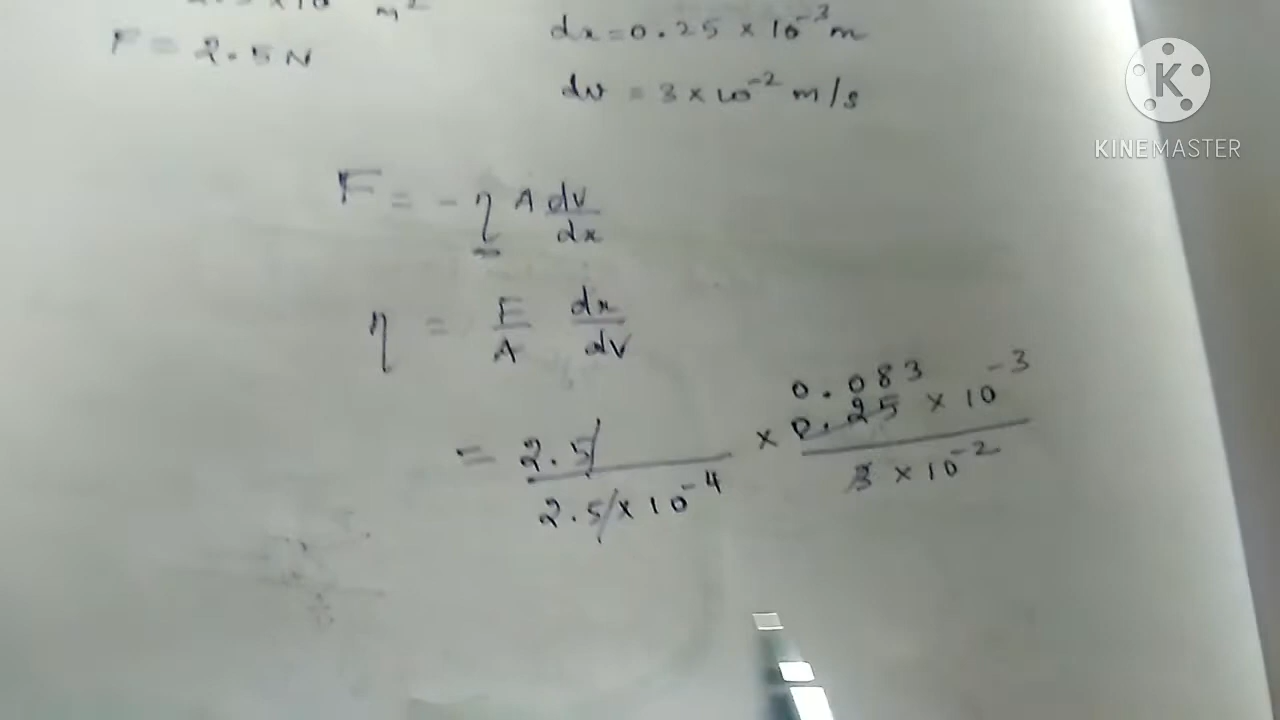 m²
F = 2.5 N
dx = 0.25 × 10⁻³ m
dv = 3 × 10⁻² m/s
K
KINEMASTER
F = - η A dv/dx
η = F/A dx/dv
0.083
= 2.5/2.5 × 10⁻⁴ × 0.25 × 10⁻³/3 × 10⁻²